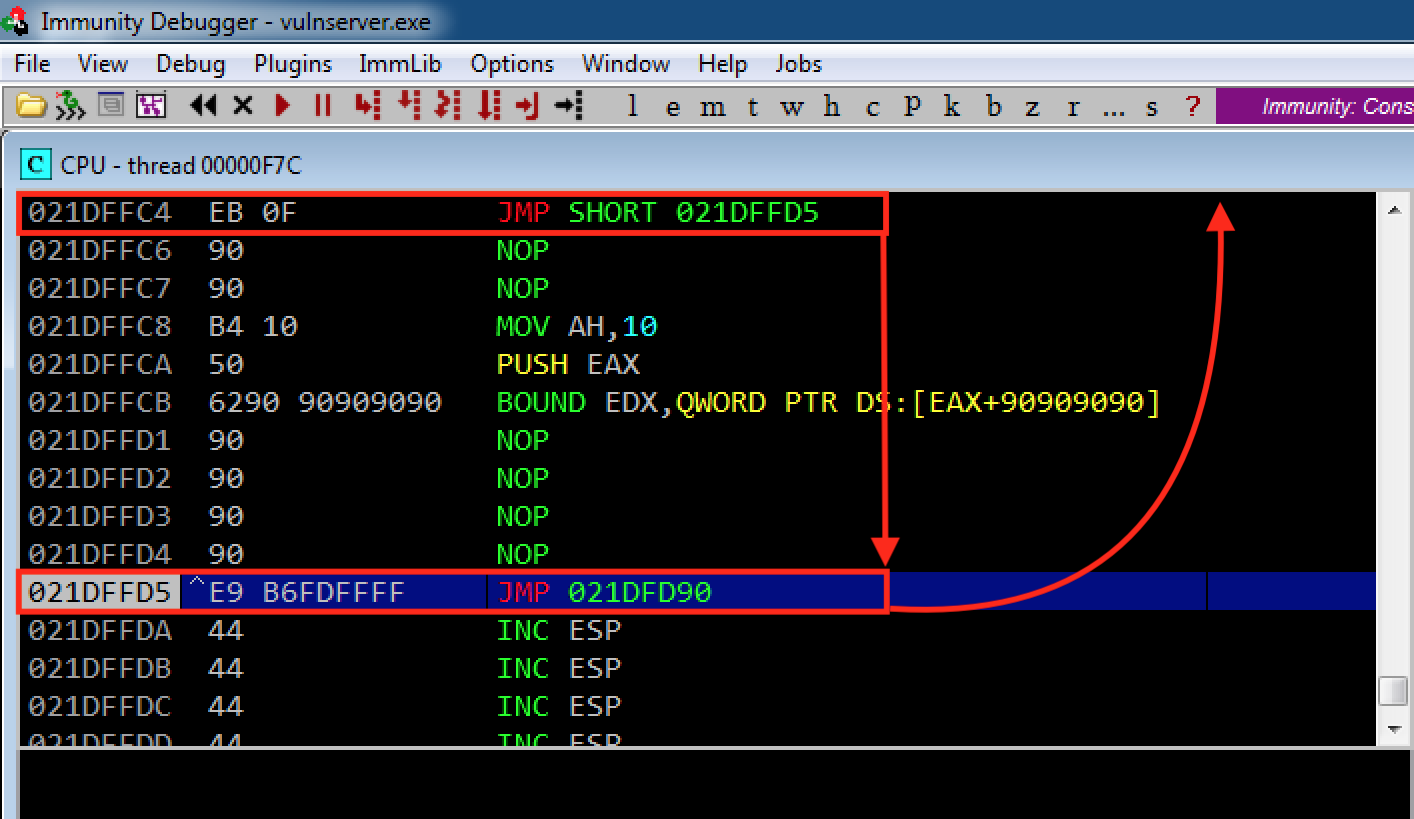 Immunity Debugger - vulnserver.exe
File View Debug Plugins ImmLib Options Window Help Jobs
l e m t w h c P k b z r ... s ? Immunity: Cons
C CPU - thread 00000F7C
021DFFC4 EB 0F JMP SHORT 021DFFD5
021DFFC6 90 NOP
021DFFC7 90 NOP
021DFFC8 B4 10 MOV AH,10
021DFFCA 50 PUSH EAX
021DFFCB 6290 90909090 BOUND EDX,QWORD PTR DS:[EAX+90909090]
021DFFD1 90 NOP
021DFFD2 90 NOP
021DFFD3 90 NOP
021DFFD4 90 NOP
021DFFD5 ^E9 B6FDFFFF JMP 021DFD90
021DFFDA 44 INC ESP
021DFFDB 44 INC ESP
021DFFDC 44 INC ESP
021DFFDD 44 INC ESP